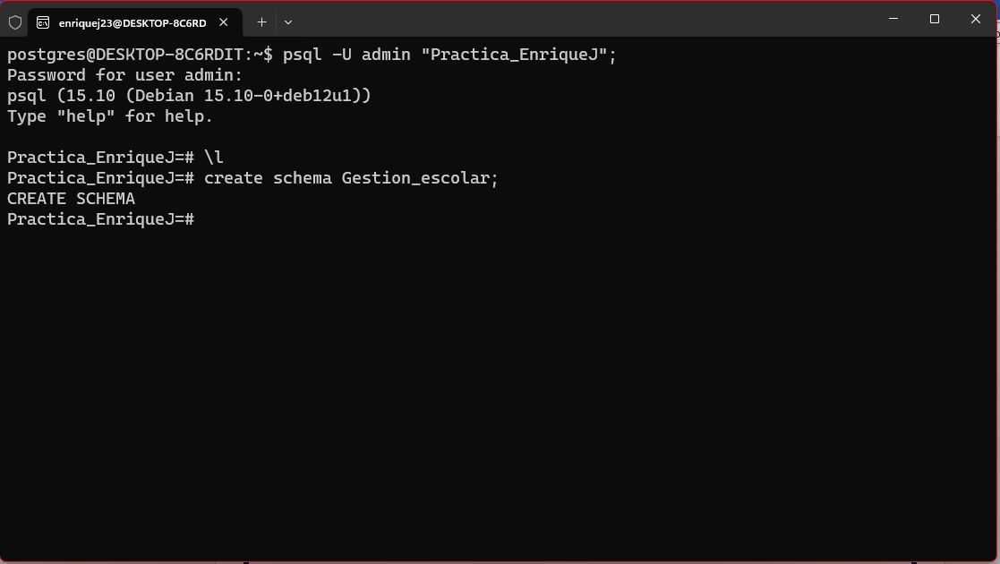 enriquej23@DESKTOP-8C6RD
postgres@DESKTOP-8C6RDIT:~$ psql -U admin "Practica_EnriqueJ";
Password for user admin:
psql (15.10 (Debian 15.10-0+deb12u1))
Type "help" for help.
Practica_EnriqueJ=# \l
Practica_EnriqueJ=# create schema Gestion_escolar;
CREATE SCHEMA
Practica_EnriqueJ=#